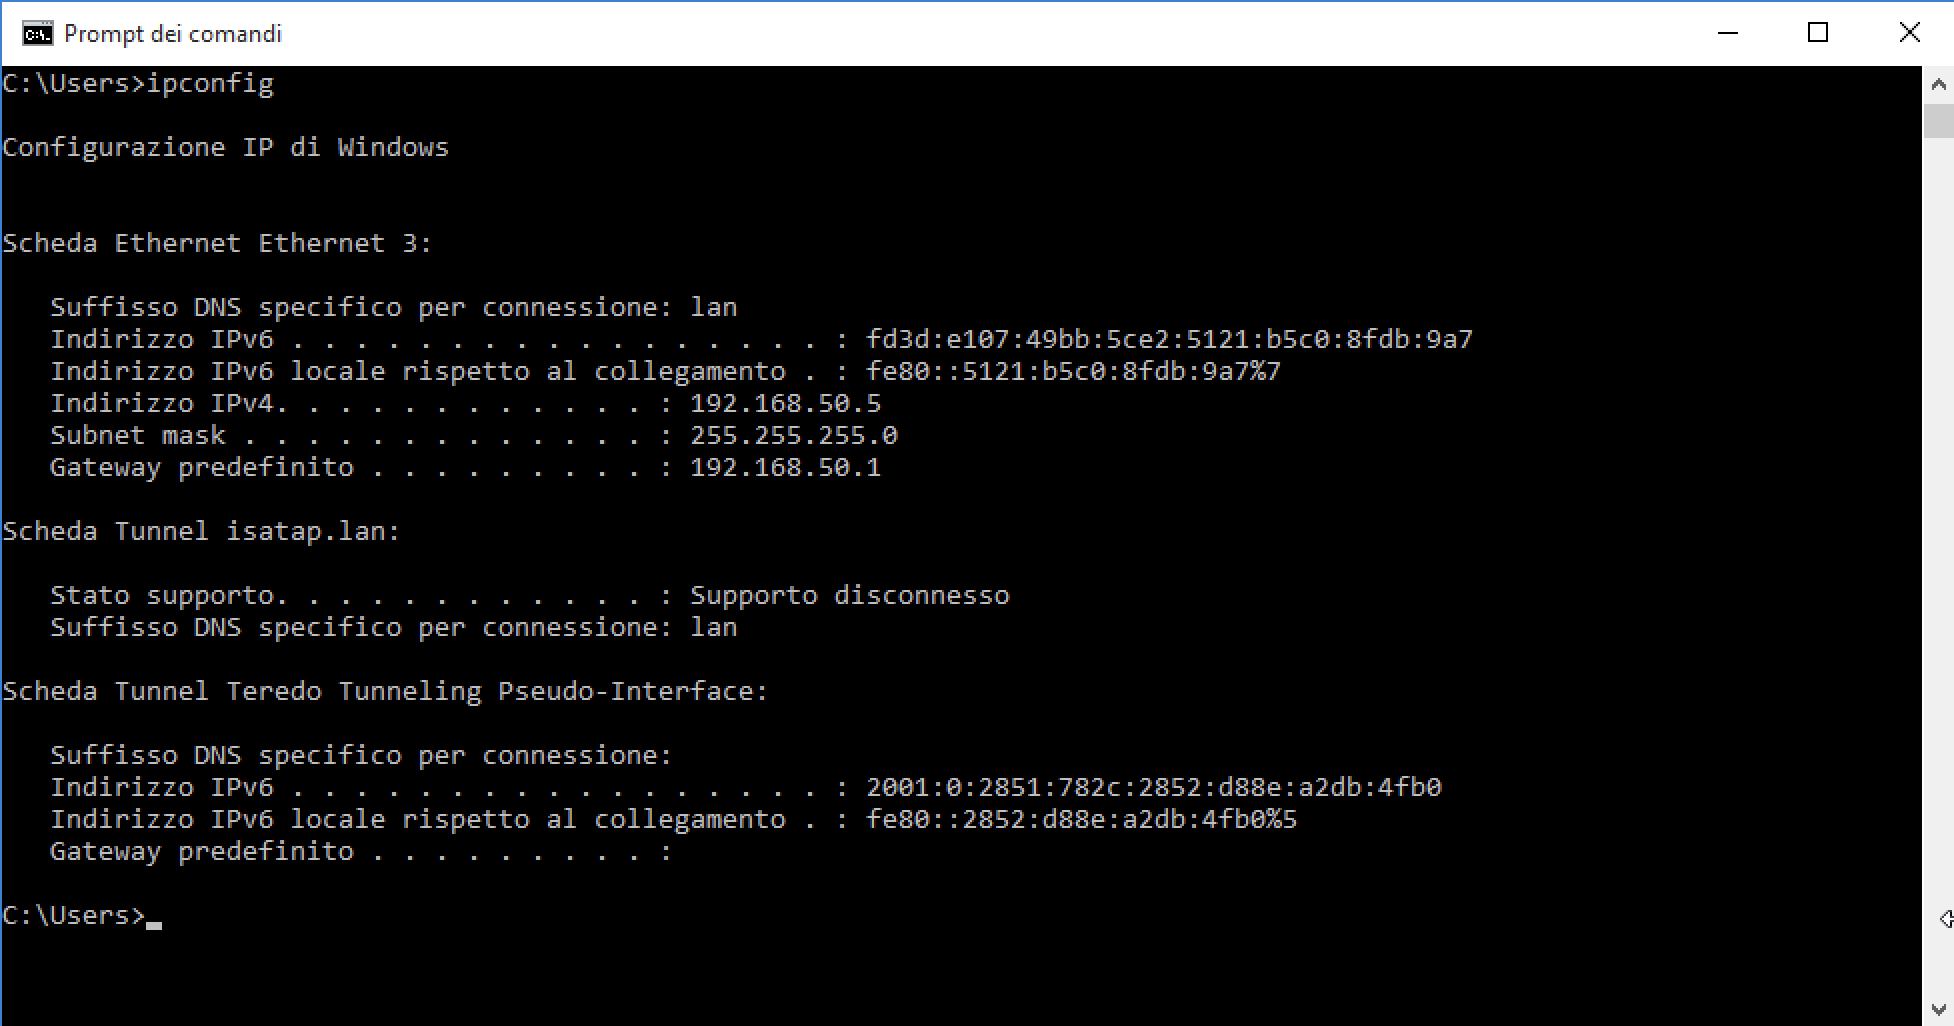 Prompt dei comandi
C:\Users>ipconfig
Configurazione IP di Windows
Scheda Ethernet Ethernet 3:
   Suffisso DNS specifico per connessione: lan
   Indirizzo IPv6 . . . . . . . . . . . . . . . . . : fd3d:e107:49bb:5ce2:5121:b5c0:8fdb:9a7
   Indirizzo IPv6 locale rispetto al collegamento . : fe80::5121:b5c0:8fdb:9a7%7
   Indirizzo IPv4. . . . . . . . . . . . : 192.168.50.5
   Subnet mask . . . . . . . . . . . . . : 255.255.255.0
   Gateway predefinito . . . . . . . . . : 192.168.50.1
Scheda Tunnel isatap.lan:
   Stato supporto. . . . . . . . . . . . : Supporto disconnesso
   Suffisso DNS specifico per connessione: lan
Scheda Tunnel Teredo Tunneling Pseudo-Interface:
   Suffisso DNS specifico per connessione:
   Indirizzo IPv6 . . . . . . . . . . . . . . . . . : 2001:0:2851:782c:2852:d88e:a2db:4fb0
   Indirizzo IPv6 locale rispetto al collegamento . : fe80::2852:d88e:a2db:4fb0%5
   Gateway predefinito . . . . . . . . . :
C:\Users>